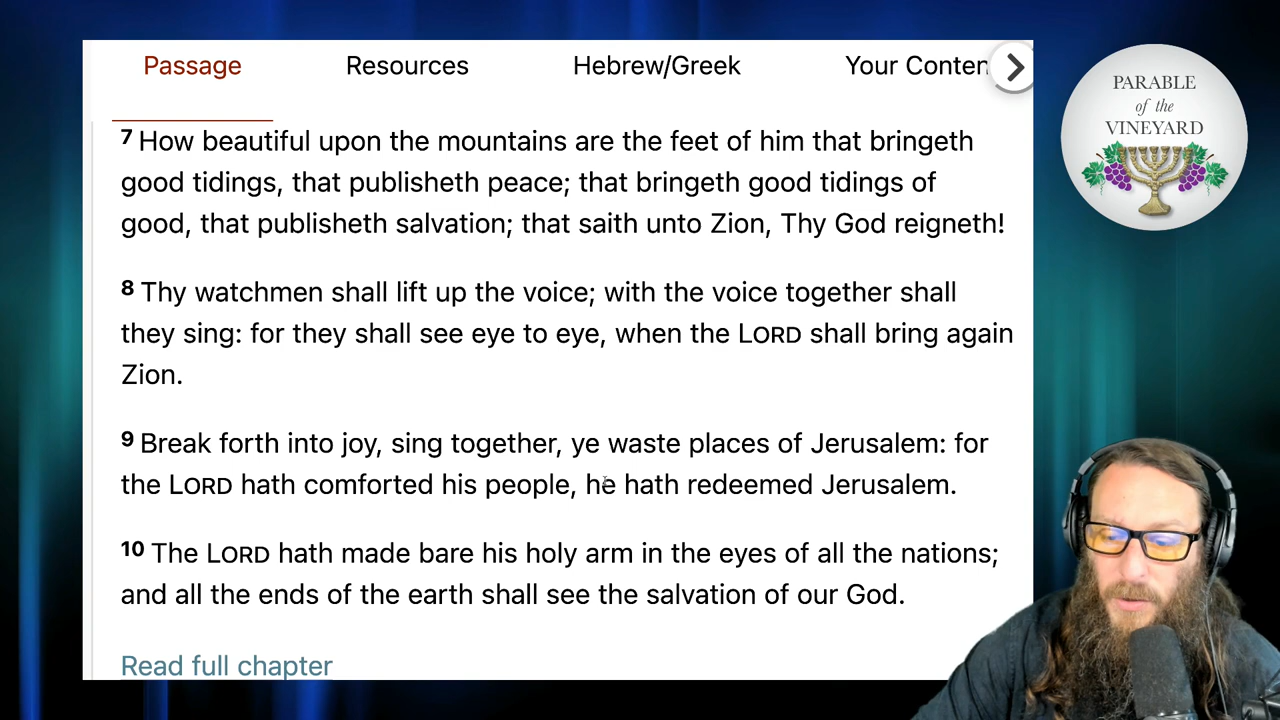 Passage Resources Hebrew/Greek Your Conten
7 How beautiful upon the mountains are the feet of him that bringeth
good tidings, that publisheth peace; that bringeth good tidings of
good, that publisheth salvation; that saith unto Zion, Thy God reigneth!
8 Thy watchmen shall lift up the voice; with the voice together shall
they sing: for they shall see eye to eye, when the LORD shall bring again
Zion.
9 Break forth into joy, sing together, ye waste places of Jerusalem: for
the LORD hath comforted his people, he hath redeemed Jerusalem.
10 The LORD hath made bare his holy arm in the eyes of all the nations;
and all the ends of the earth shall see the salvation of our God.
Read full chapter
PARABLE
of the
VINEYARD